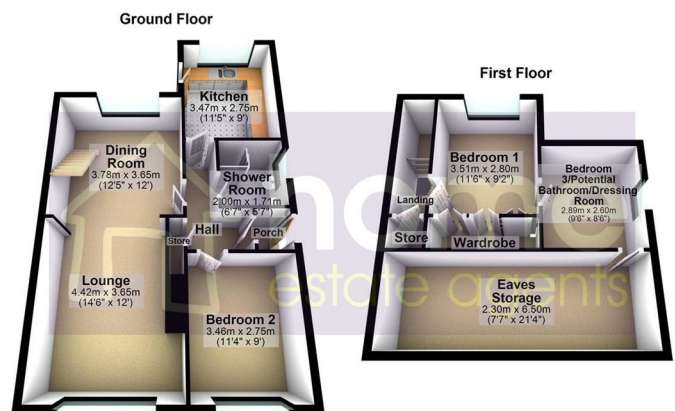 Ground Floor
Kitchen
3.47m x 2.75m
(11'5" x 9')
Dining
Room
3.78m x 3.65m
(12'5" x 12')
Shower
Room
2.00m x 1.71m
(6'7" x 5'7")
Store
Hall
Porch
Lounge
4.42m x 3.65m
(14'6" x 12')
Bedroom 2
3.46m x 2.75m
(11'4" x 9')
First Floor
Bedroom 1
3.51m x 2.80m
(11'6" x 9'2")
Bedroom
3/Potential
Bathroom/Dressing
Room
2.89m x 2.60m
(9'6" x 8'6")
Landing
Store
Wardrobe
Eaves
Storage
2.30m x 6.50m
(7'7" x 21'4")
home
estate agents